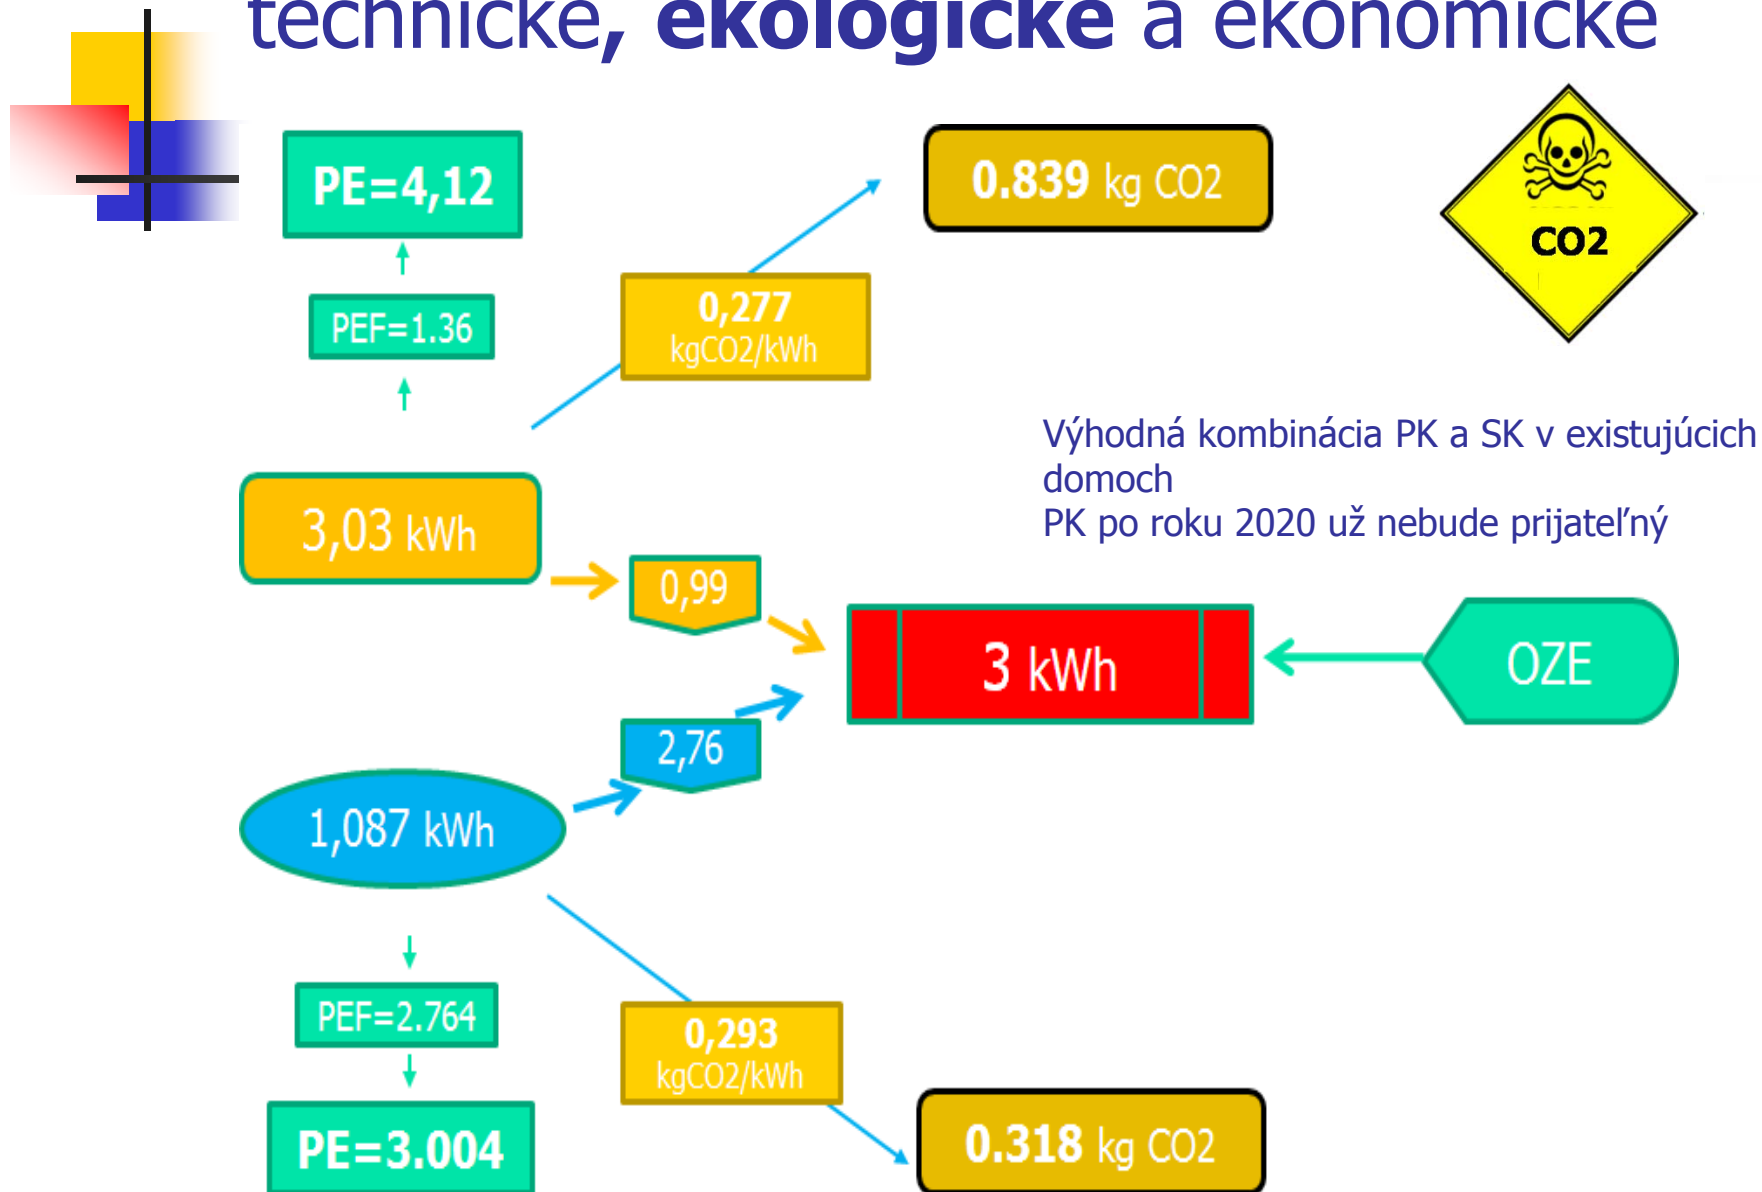 technické, ekologické a ekonomické
PE=4,12
0.839 kg CO2
CO2
PEF=1.36
0,277
kgCO2/kWh
Výhodná kombinácia PK a SK v existujúcich
domoch
PK po roku 2020 už nebude prijateľný
3,03 kWh
0,99
3 kWh
OZE
2,76
1,087 kWh
PEF=2.764
0,293
kgCO2/kWh
PE=3.004
0.318 kg CO2